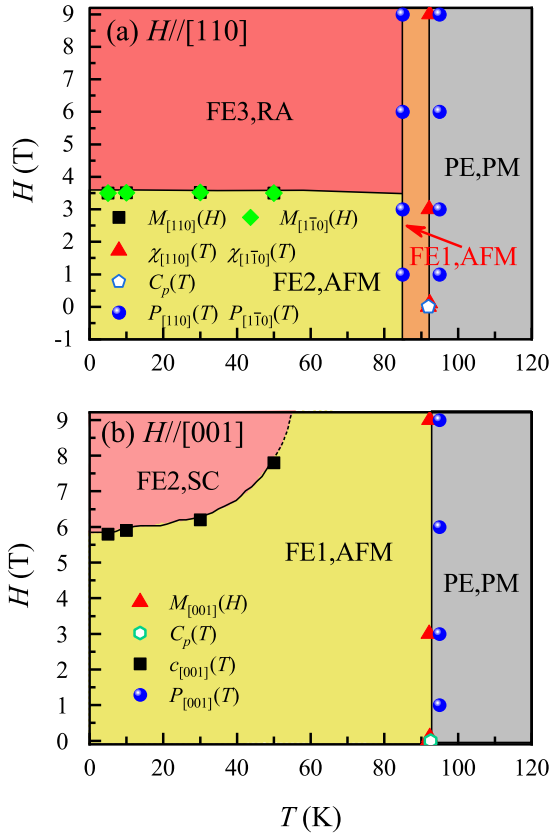 9
(a) H//[110]
8
7
6
FE3,RA
5
PE,PM
H (T)
4
3
M[110](H) M[11̅0](H)
2
χ[110](T) χ[11̅0](T)
FE1,AFM
1
FE2,AFM
Cp(T)
0
P[110](T) P[11̅0](T)
-1
0 20 40 60 80 100 120
9
(b) H//[001]
8
7
FE2,SC
6
5
FE1,AFM
PE,PM
H (T)
4
M[001](H)
3
Cp(T)
2
c[001](T)
1
P[001](T)
0
0 20 40 60 80 100 120
T (K)